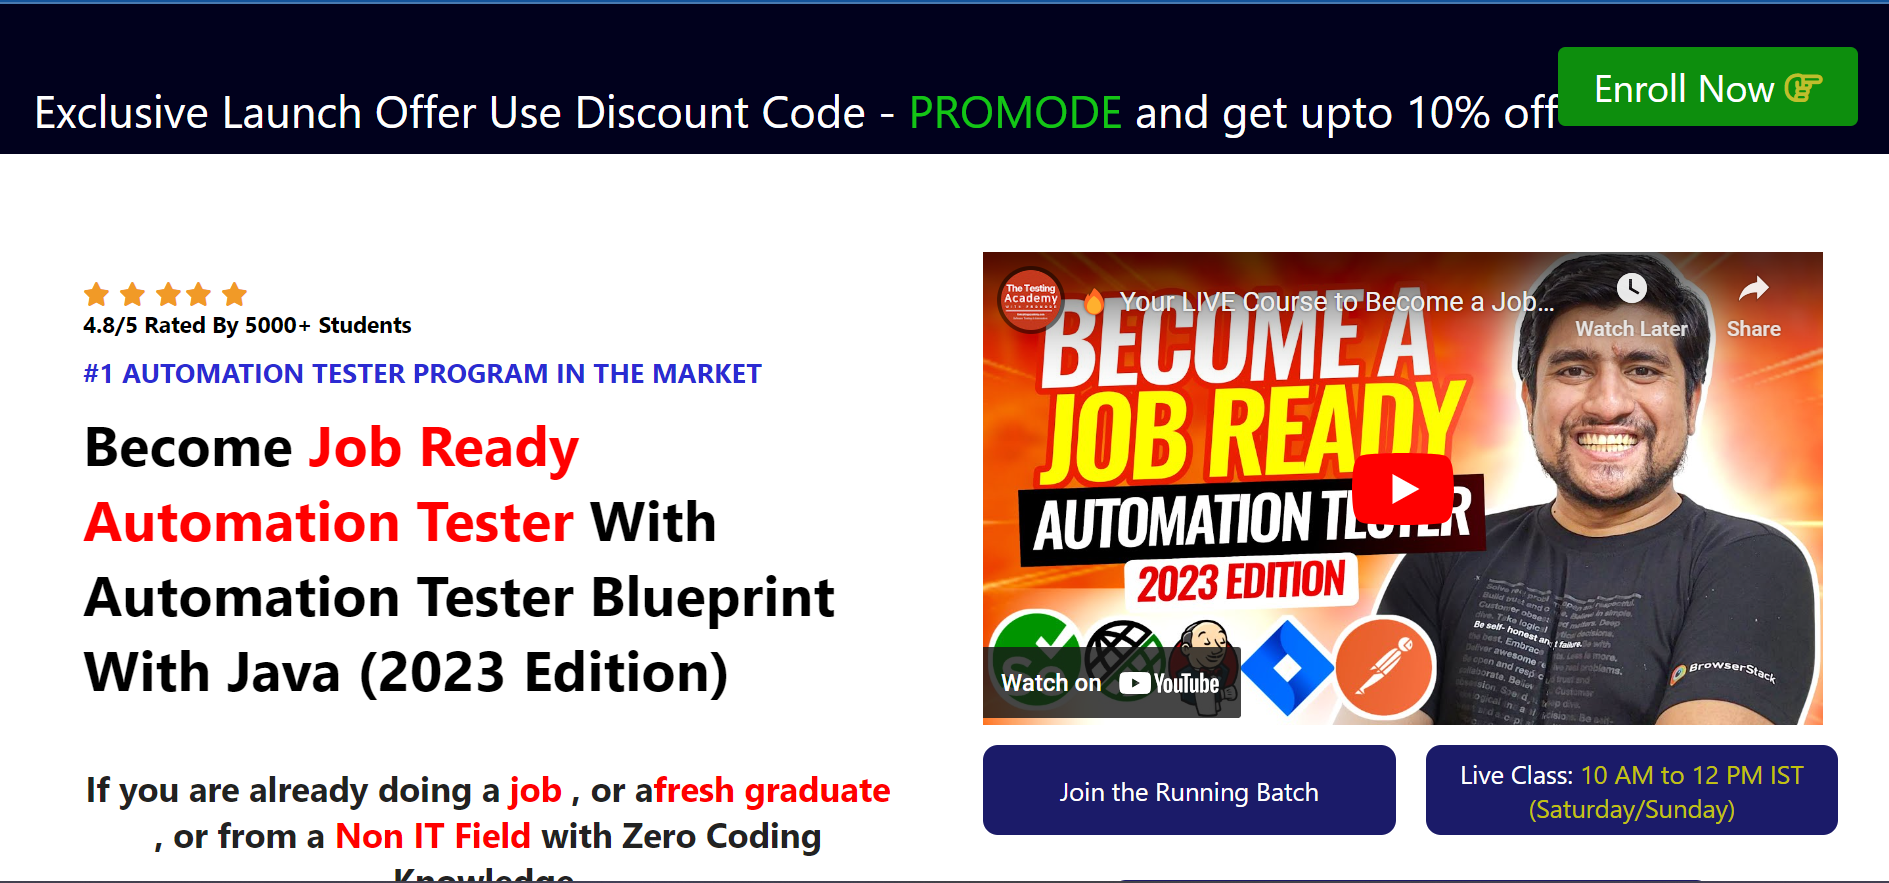 Exclusive Launch Offer Use Discount Code - PROMODE and get upto 10% off
Enroll Now
4.8/5 Rated By 5000+ Students
#1 AUTOMATION TESTER PROGRAM IN THE MARKET
Become Job Ready
Automation Tester With
Automation Tester Blueprint
With Java (2023 Edition)
If you are already doing a job , or afresh graduate
, or from a Non IT Field with Zero Coding
Knowledge
The Testing
Academy
Your LIVE Course to Become a Job...
Watch Later
Share
BECOME A
JOB READY
AUTOMATION
2023 EDITION
Be self- honest
BrowserStack
Watch on YouTube
Join the Running Batch
Live Class: 10 AM to 12 PM IST
(Saturday/Sunday)